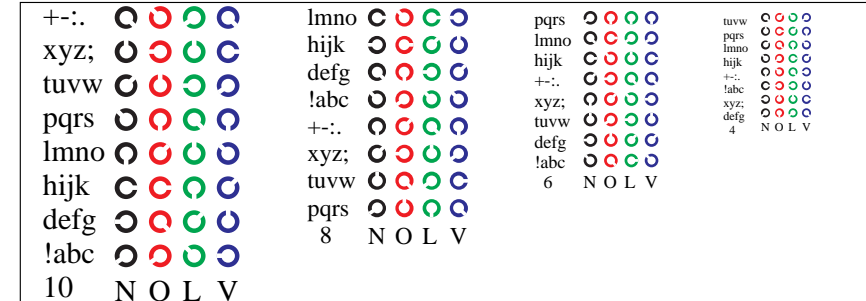 +-:.
xyz;
tuvw
pqrs
lmno
hijk
defg
!abc
10 N O L V
lmno
hijk
defg
!abc
+-:.
xyz;
tuvw
pqrs
8 N O L V
pqrs
lmno
hijk
+-:.
xyz;
tuvw
defg
!abc
6 N O L V
tuvw
pqrs
lmno
hijk
+-:.
!abc
xyz;
defg
4 N O L V